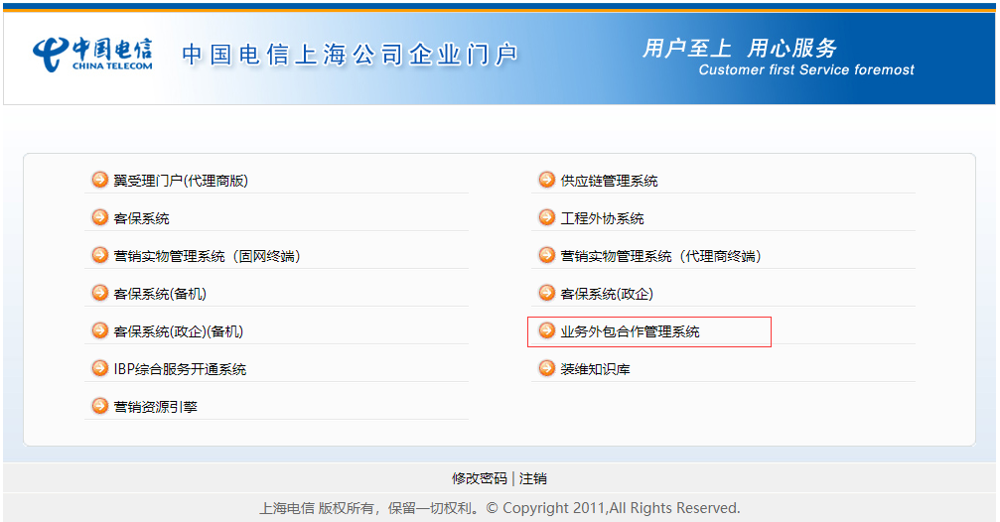 中国电信
CHINA TELECOM
中国电信上海公司企业门户
用户至上 用心服务
Customer first Service foremost
翼受理门户(代理商版)
供应链管理系统
客保系统
工程外协系统
营销实物管理系统（固网终端）
营销实物管理系统（代理商终端）
客保系统(备机)
客保系统(政企)
客保系统(政企)(备机)
业务外包合作管理系统
IBP综合服务开通系统
装维知识库
营销资源引擎
修改密码 | 注销
上海电信 版权所有，保留一切权利。© Copyright 2011,All Rights Reserved.